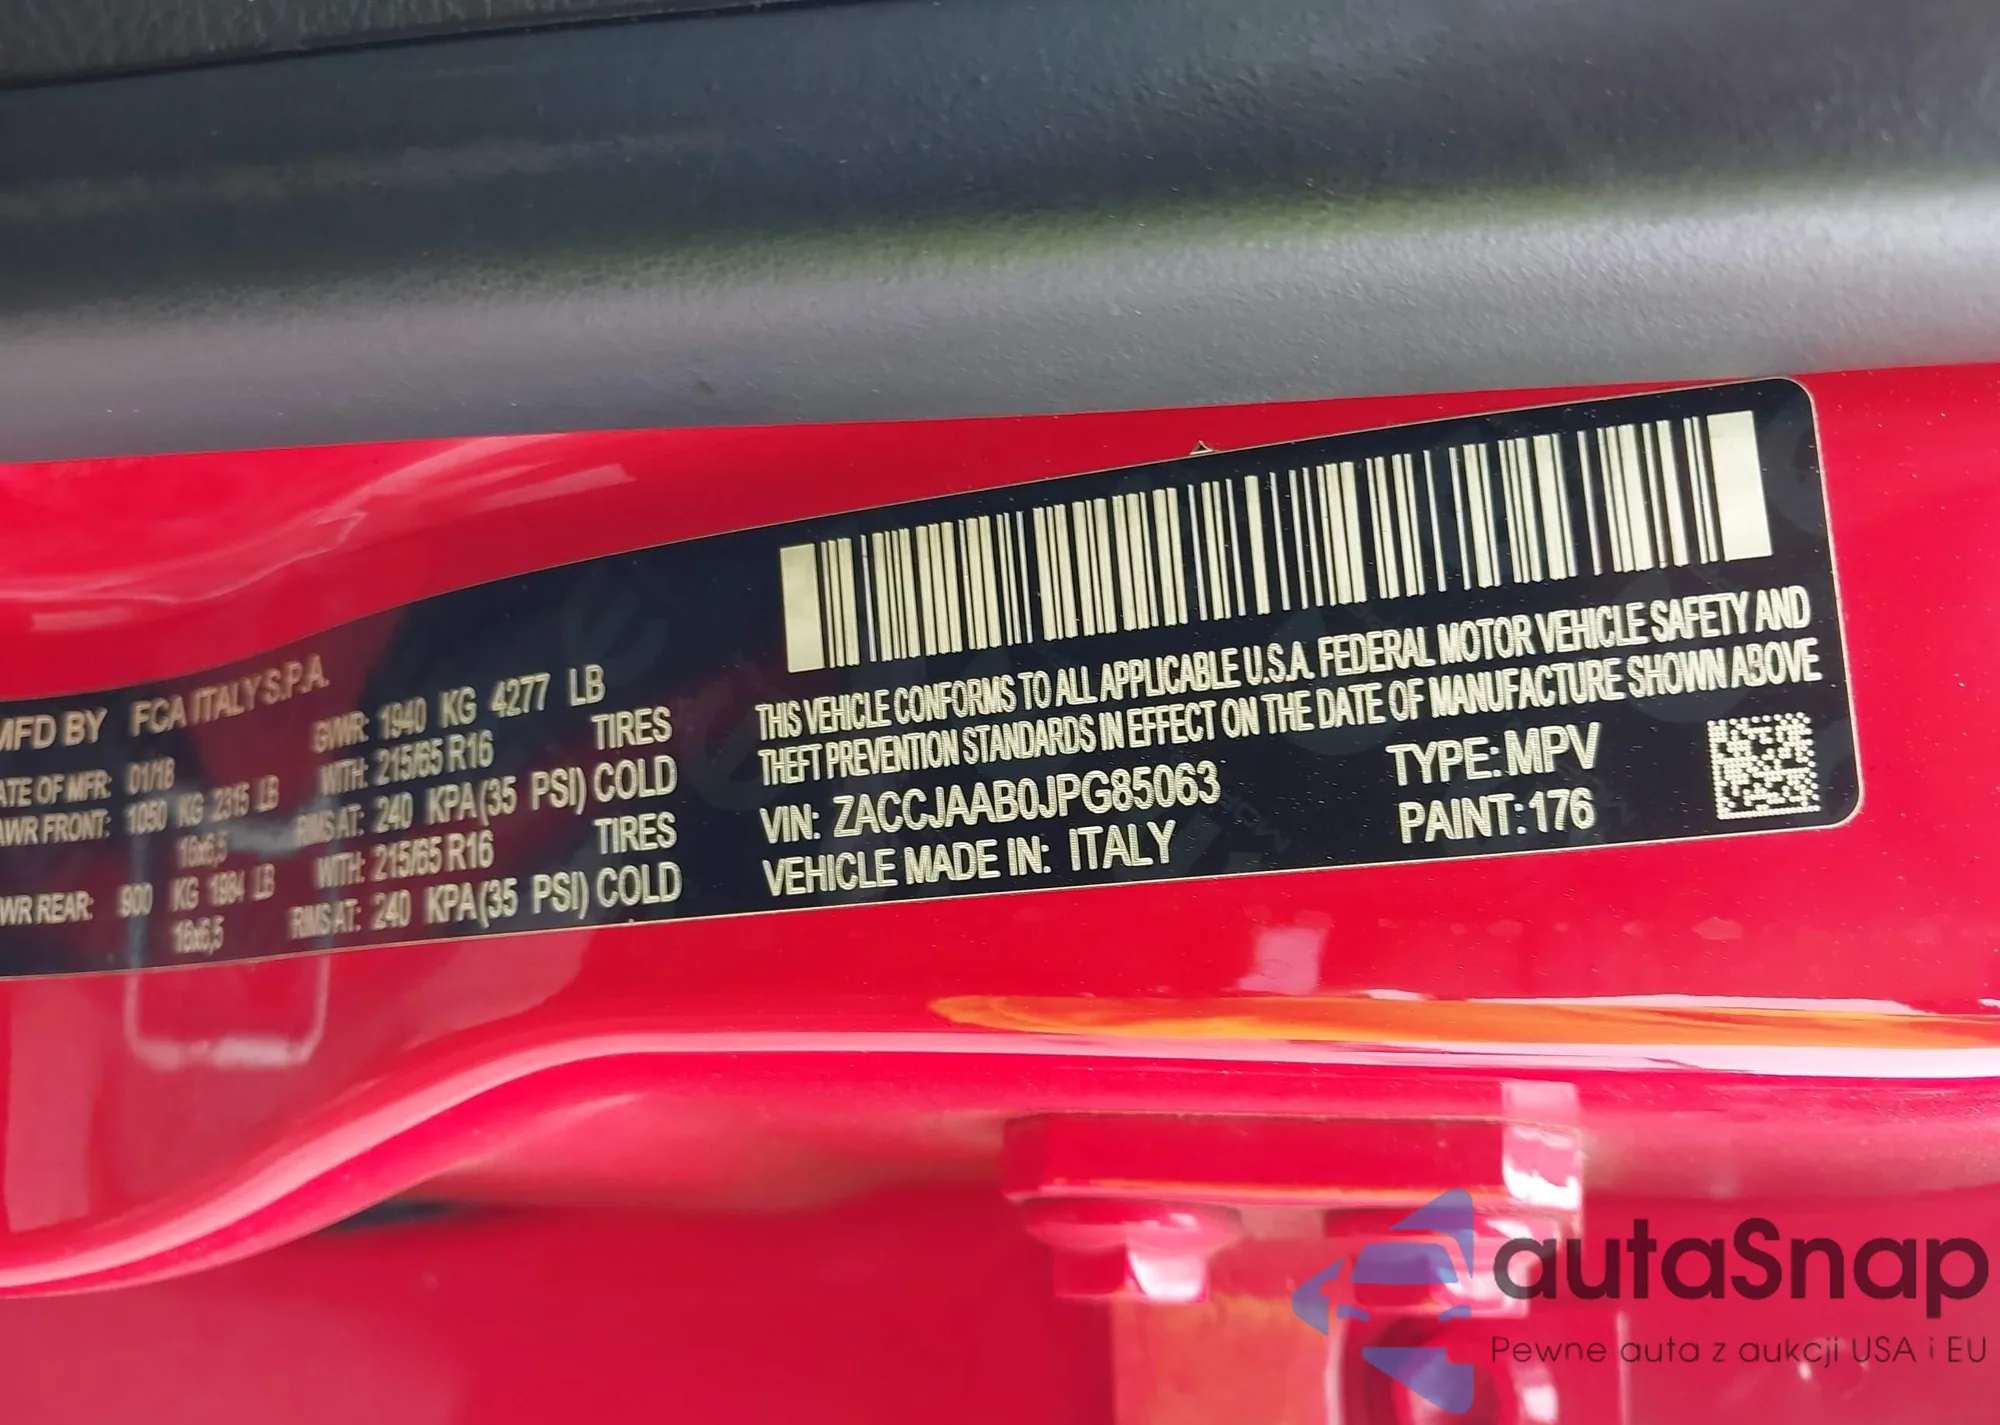 MFD BY FCA ITALY S.P.A.
GWR: 1940 KG 4277 LB
ATE OF MFR: 01/18 WITH: 215/65 R16 TIRES
AWR FRONT: 1050 KG 2315 LB RIMS AT: 240 KPA(35 PSI) COLD
16x6,5 WITH: 215/65 R16 TIRES
WR REAR: 900 KG 1984 LB RIMS AT: 240 KPA(35 PSI) COLD
16x6,5
THIS VEHICLE CONFORMS TO ALL APPLICABLE U.S.A. FEDERAL MOTOR VEHICLE SAFETY AND
THEFT PREVENTION STANDARDS IN EFFECT ON THE DATE OF MANUFACTURE SHOWN ABOVE
VIN: ZACCJAAB0JPG85063 TYPE: MPV
VEHICLE MADE IN: ITALY PAINT: 176
autaSnap
Pewne auta z aukcji USA i EU